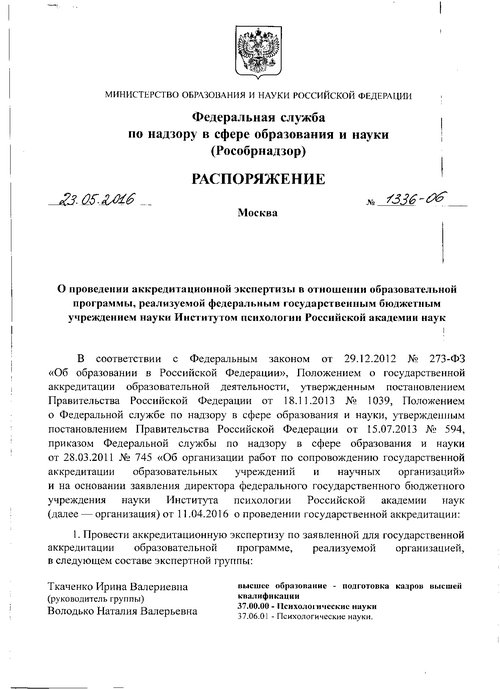 МИНИСТЕРСТВО ОБРАЗОВАНИЯ И НАУКИ РОССИЙСКОЙ ФЕДЕРАЦИИ
Федеральная служба
по надзору в сфере образования и науки
(Рособрнадзор)
РАСПОРЯЖЕНИЕ
23.05.2016 № 1336-06
Москва
О проведении аккредитационной экспертизы в отношении образовательной
программы, реализуемой федеральным государственным бюджетным
учреждением науки Институтом психологии Российской академии наук
В соответствии с Федеральным законом от 29.12.2012 № 273-ФЗ
«Об образовании в Российской Федерации», Положением о государственной
аккредитации образовательной деятельности, утвержденным постановлением
Правительства Российской Федерации от 18.11.2013 № 1039, Положением
о Федеральной службе по надзору в сфере образования и науки, утвержденным
постановлением Правительства Российской Федерации от 15.07.2013 № 594,
приказом Федеральной службы по надзору в сфере образования и науки
от 28.03.2011 № 745 «Об организации работ по сопровождению государственной
аккредитации образовательных учреждений и научных организаций»
и на основании заявления директора федерального государственного бюджетного
учреждения науки Института психологии Российской академии наук
(далее — организация) от 11.04.2016 о проведении государственной аккредитации:
1. Провести аккредитационную экспертизу по заявленной для государственной
аккредитации образовательной программе, реализуемой организацией,
в следующем составе экспертной группы:
Ткаченко Ирина Валериевна
(руководитель группы)
Володько Наталия Валерьевна
высшее образование - подготовка кадров высшей
квалификации
37.00.00 - Психологические науки
37.06.01 - Психологические науки.